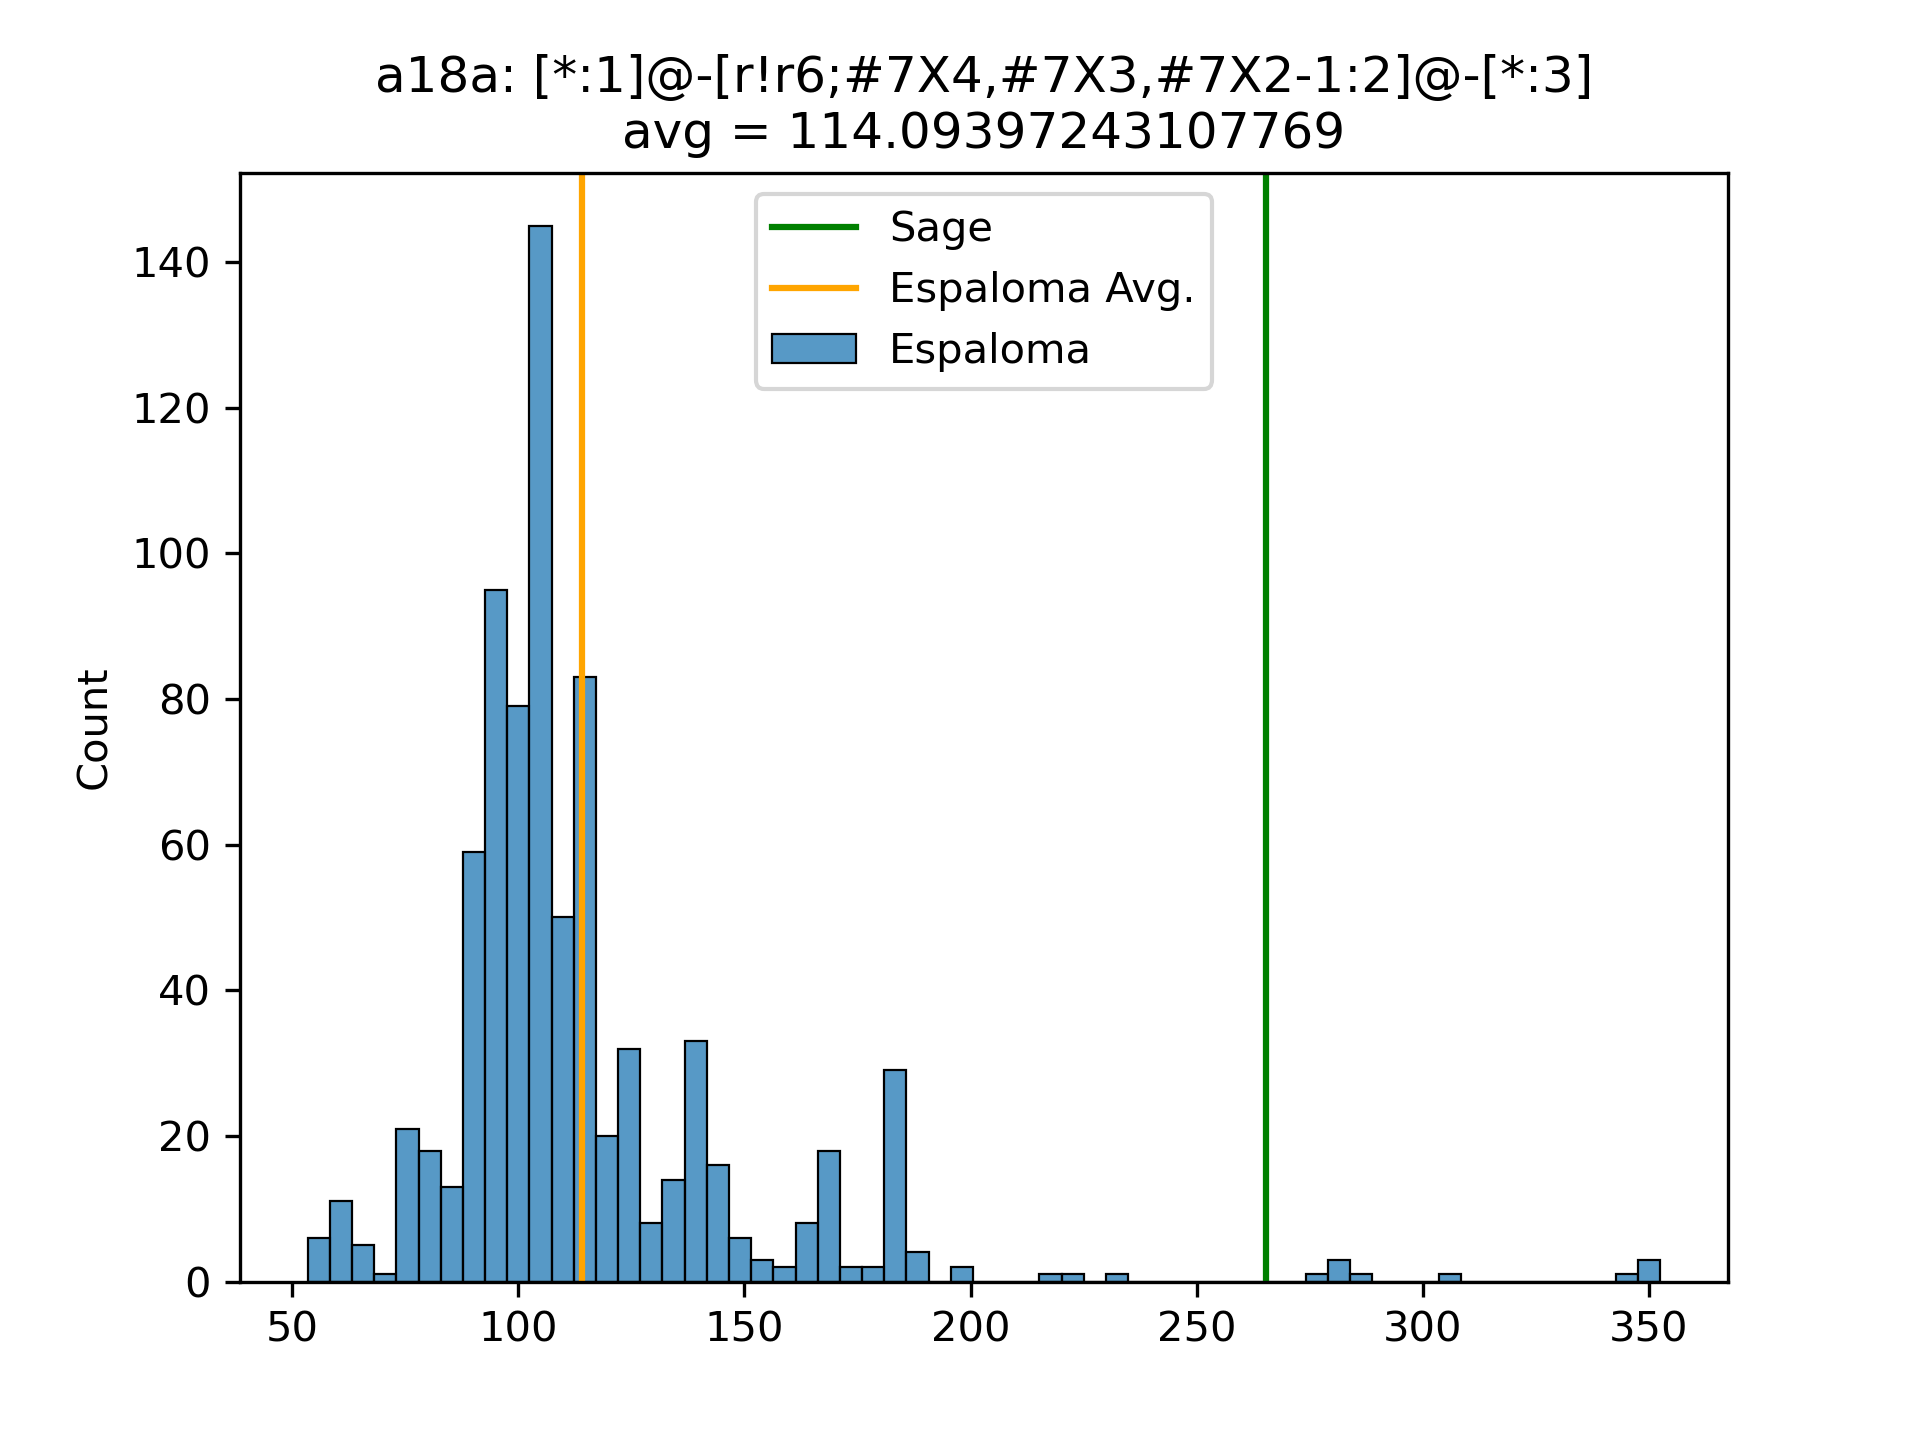 a18a: [*:1]@-[r!r6;#7X4,#7X3,#7X2-1:2]@-[*:3]
avg = 114.09397243107769
Sage
Espaloma Avg.
Espaloma
Count
140
120
100
80
60
40
20
0
50 100 150 200 250 300 350